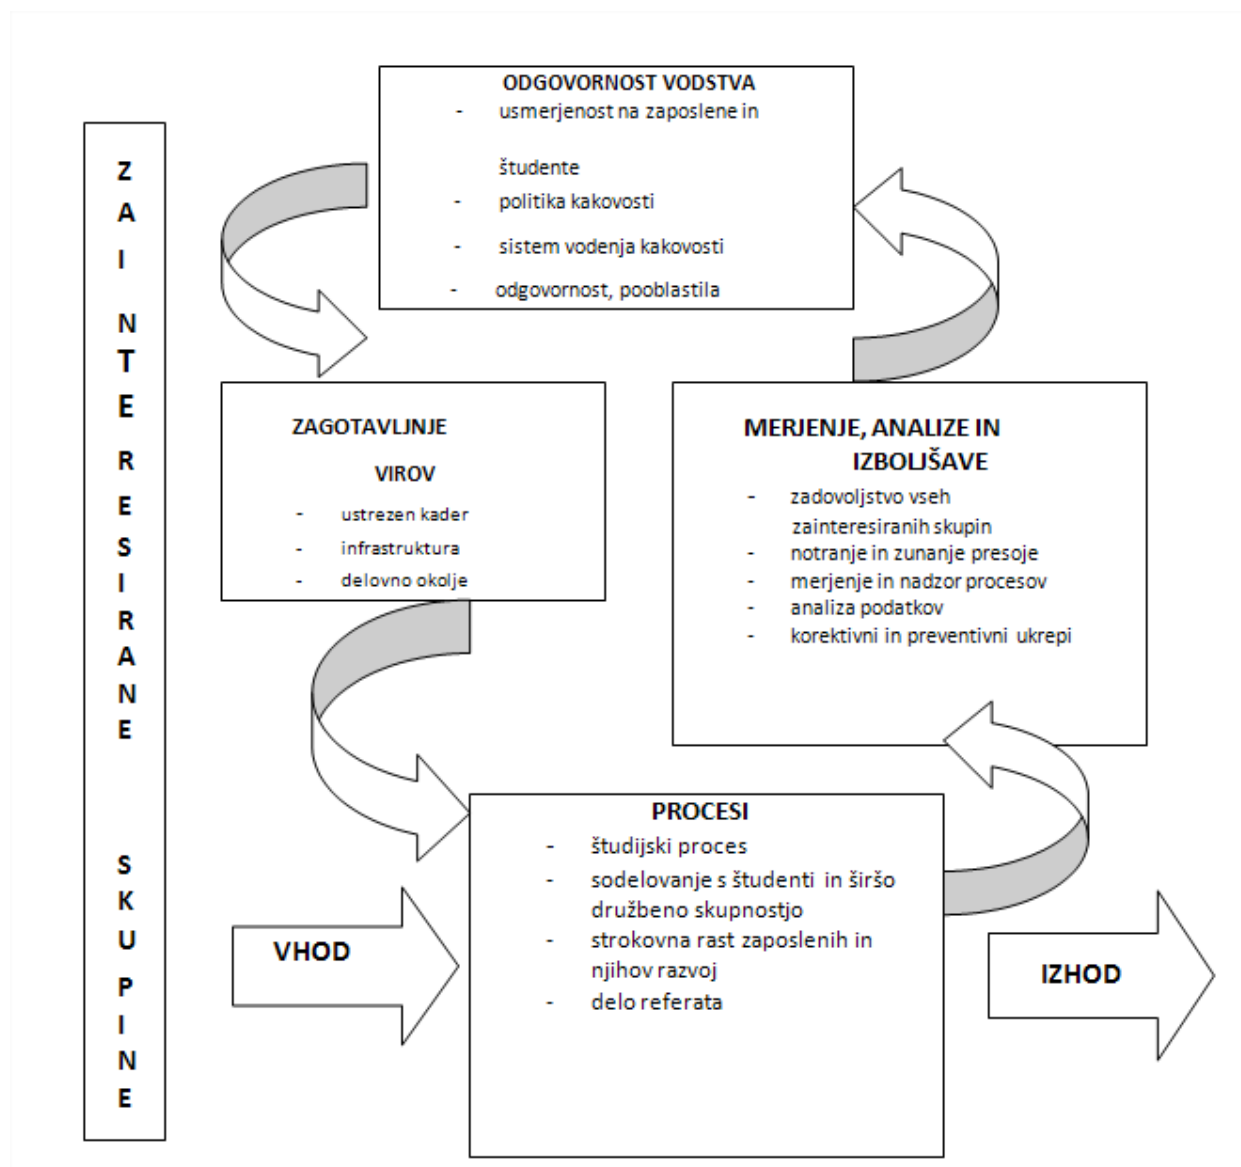 ODGOVORNOST VODSTVA
- usmerjenost na zaposlene in
študente
- politika kakovosti
- sistem vodenja kakovosti
- odgovornost, pooblastila
ZAINTERESIRANE SKUPINE
ZAGOTAVLJNJE
VIROV
- ustrezen kader
- infrastruktura
- delovno okolje
MERJENJE, ANALIZE IN
IZBOLJŠAVE
- zadovoljstvo vseh
zainteresiranih skupin
- notranje in zunanje presoje
- merjenje in nadzor procesov
- analiza podatkov
- korektivni in preventivni ukrepi
PROCESI
- študijski proces
- sodelovanje s študenti in širšo
družbeno skupnostjo
- strokovna rast zaposlenih in
njihov razvoj
- delo referata
VHOD
IZHOD